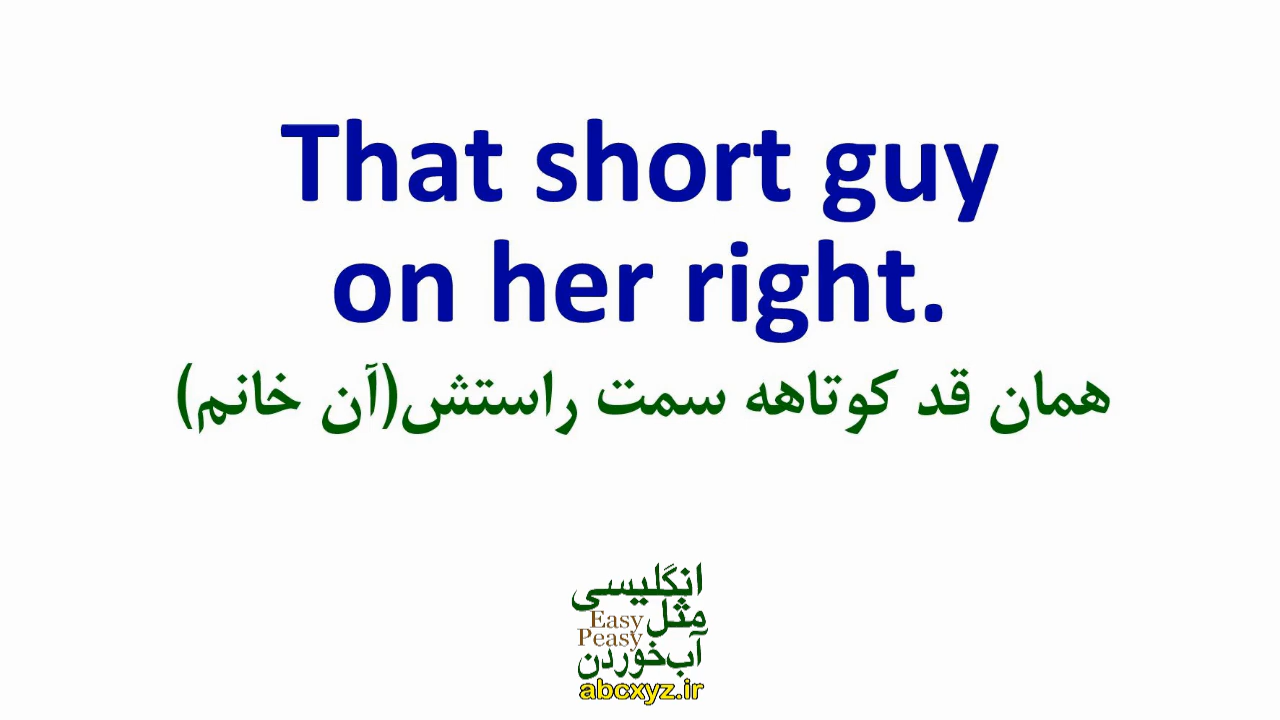 That short guy
on her right.
همان قد کوتاهه سمت راستش(آن خانم)
انگلیسی
مثل
Easy
Peasy
آب‌خوردن
abcxyz.ir